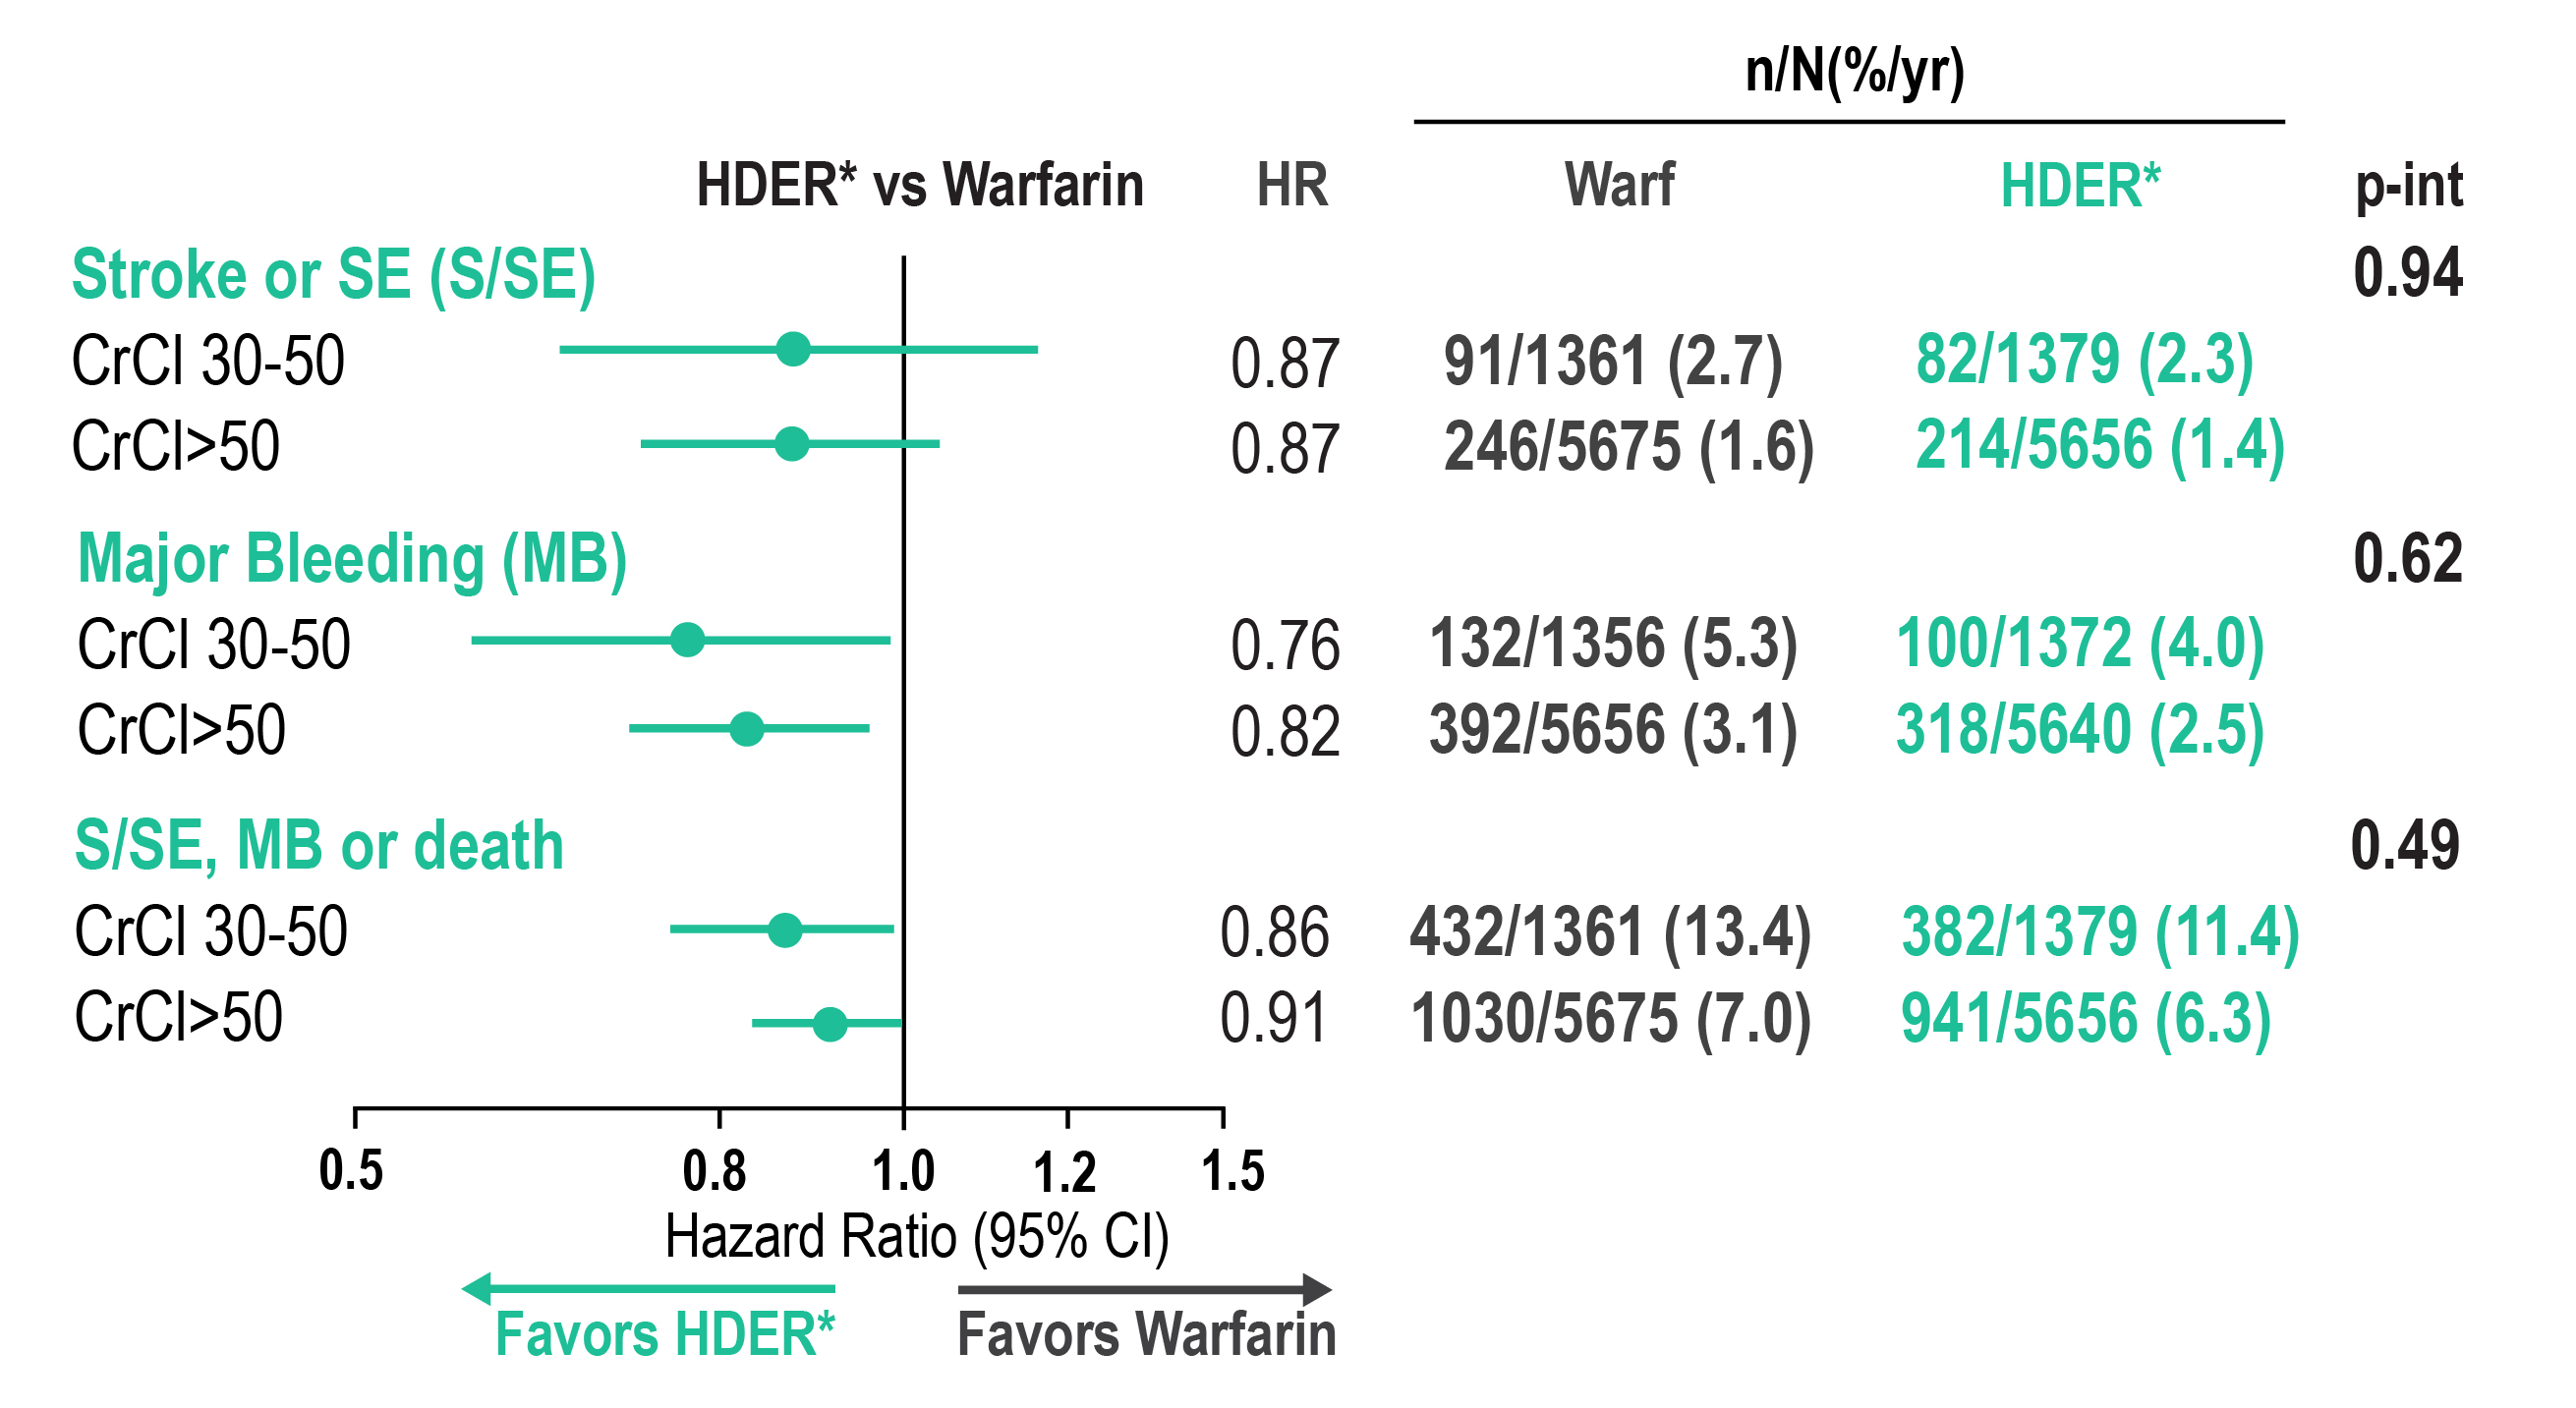 n/N(%/yr)
HDER* vs Warfarin HR Warf HDER* p-int
Stroke or SE (S/SE) 0.94
CrCl 30-50 0.87 91/1361 (2.7) 82/1379 (2.3)
CrCl>50 0.87 246/5675 (1.6) 214/5656 (1.4)
Major Bleeding (MB) 0.62
CrCl 30-50 0.76 132/1356 (5.3) 100/1372 (4.0)
CrCl>50 0.82 392/5656 (3.1) 318/5640 (2.5)
S/SE, MB or death 0.49
CrCl 30-50 0.86 432/1361 (13.4) 382/1379 (11.4)
CrCl>50 0.91 1030/5675 (7.0) 941/5656 (6.3)
0.5 0.8 1.0 1.2 1.5
Hazard Ratio (95% CI)
Favors HDER* Favors Warfarin